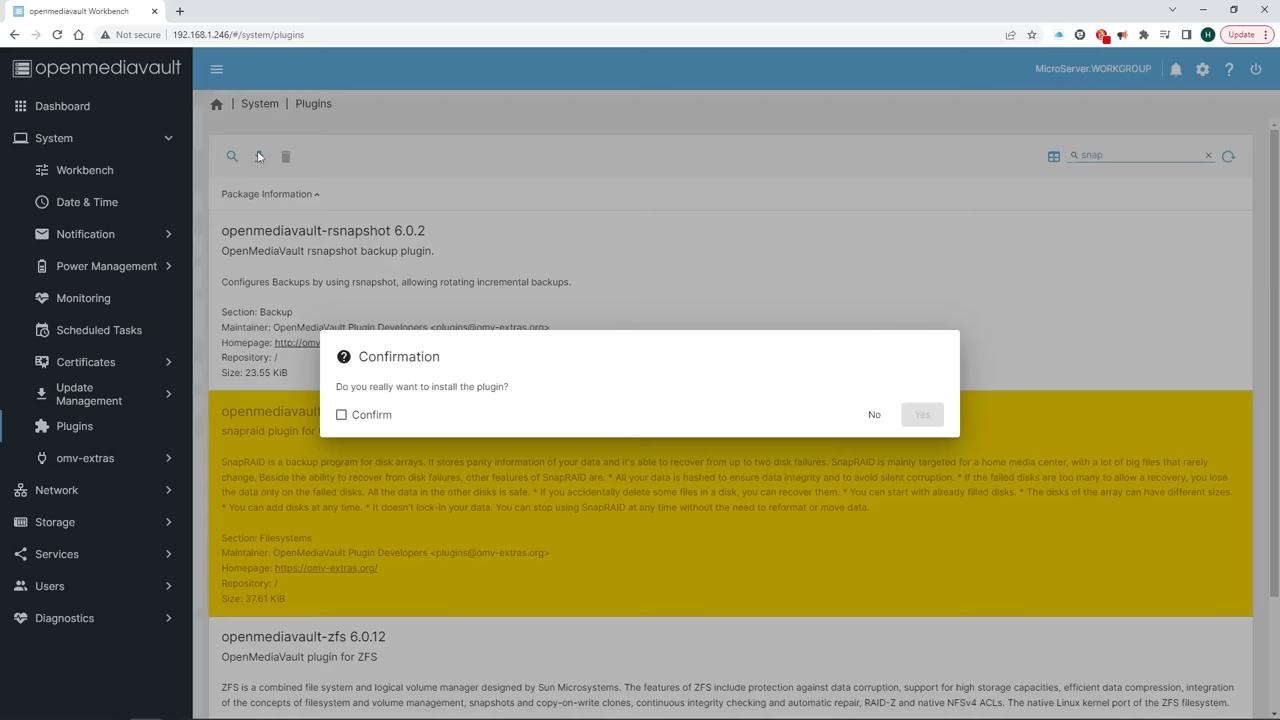 openmediavault Workbench
Not secure
192.168.1.246/#/system/plugins
H
Update
openmediavault
MicroServer.WORKGROUP
Dashboard
System
Workbench
Date & Time
Notification
Power Management
Monitoring
Scheduled Tasks
Certificates
Update
Management
Plugins
omv-extras
Network
Storage
Services
Users
Diagnostics
| System | Plugins
snap
Package Information
openmediavault-rsnapshot 6.0.2
OpenMediaVault rsnapshot backup plugin.
Configures Backups by using rsnapshot, allowing rotating incremental backups.
Section: Backup
Maintainer: OpenMediaVault Plugin Developers <plugins@omv-extras.org>
Homepage: http://om
Repository: /
Size: 23.55 KiB
Confirmation
Do you really want to install the plugin?
Confirm
No
Yes
openmediavault
snapraid plugin for
SnapRAID is a backup program for disk arrays. It stores parity information of your data and it's able to recover from up to two disk failures. SnapRAID is mainly targeted for a home media center, with a lot of big files that rarely
change. Beside the ability to recover from disk failures, other features of SnapRAID are: * All your data is hashed to ensure data integrity and to avoid silent corruption. * If the failed disks are too many to allow a recovery, you lose
the data only on the failed disks. All the data in the other disks is safe. * If you accidentally delete some files in a disk, you can recover them. * You can start with already filled disks. * The disks of the array can have different sizes.
* You can add disks at any time. * It doesn't lock-in your data. You can stop using SnapRAID at any time without the need to reformat or move data.
Section: Filesystems
Maintainer: OpenMediaVault Plugin Developers <plugins@omv-extras.org>
Homepage: https://omv-extras.org/
Repository: /
Size: 37.61 KiB
openmediavault-zfs 6.0.12
OpenMediaVault plugin for ZFS
ZFS is a combined file system and logical volume manager designed by Sun Microsystems. The features of ZFS include protection against data corruption, support for high storage capacities, efficient data compression, integration
of the concepts of filesystem and volume management, snapshots and copy-on-write clones, continuous integrity checking and automatic repair, RAID-Z and native NFSv4 ACLs. The native Linux kernel port of the ZFS filesystem.